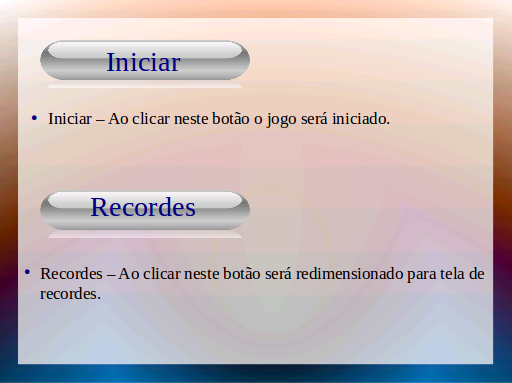 Iniciar
• Iniciar – Ao clicar neste botão o jogo será iniciado.
Recordes
• Recordes – Ao clicar neste botão será redimensionado para tela de
recordes.